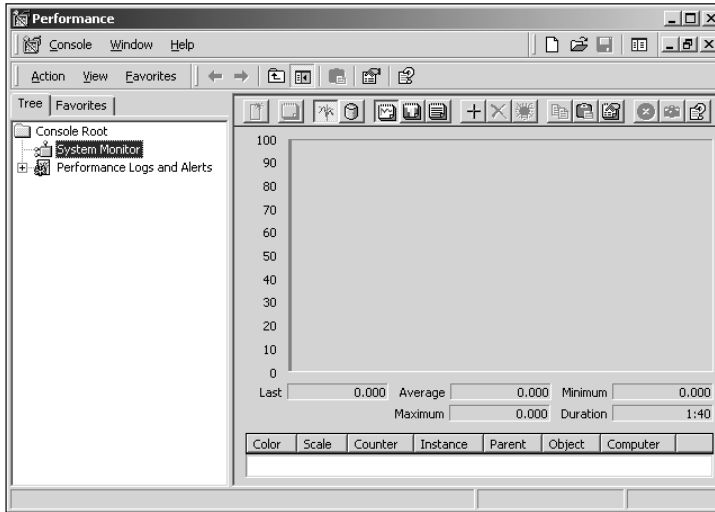 Performance
Console Window Help
Action View Favorites
Tree Favorites
Console Root
System Monitor
Performance Logs and Alerts
100
90
80
70
60
50
40
30
20
10
0
Last 0.000 Average 0.000 Minimum 0.000
Maximum 0.000 Duration 1:40
Color Scale Counter Instance Parent Object Computer